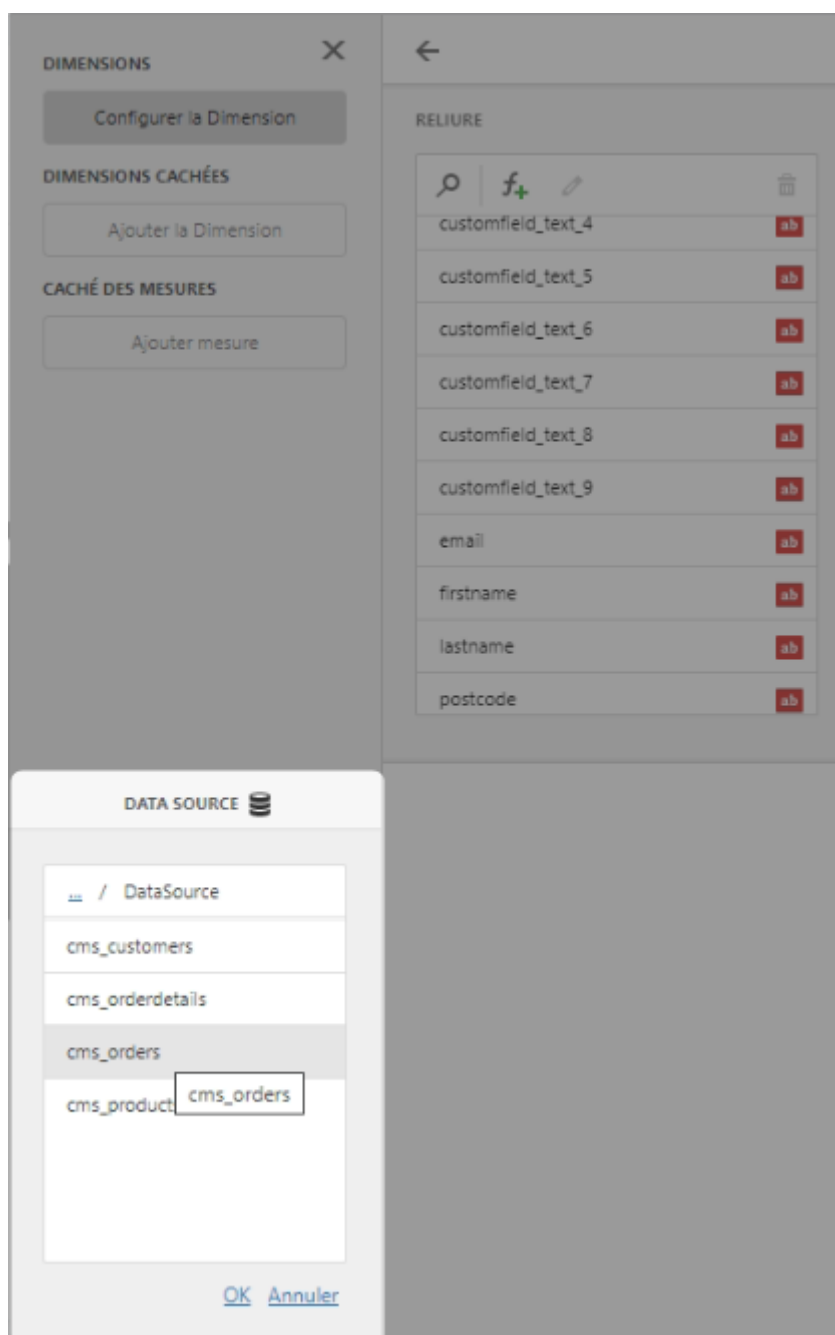 DIMENSIONS
Configurer la Dimension
DIMENSIONS CACHÉES
Ajouter la Dimension
CACHÉ DES MESURES
Ajouter mesure
RELIURE
customfield_text_4 ab
customfield_text_5 ab
customfield_text_6 ab
customfield_text_7 ab
customfield_text_8 ab
customfield_text_9 ab
email ab
firstname ab
lastname ab
postcode ab
DATA SOURCE
... / DataSource
cms_customers
cms_orderdetails
cms_orders
cms_orders
cms_product
OK Annuler